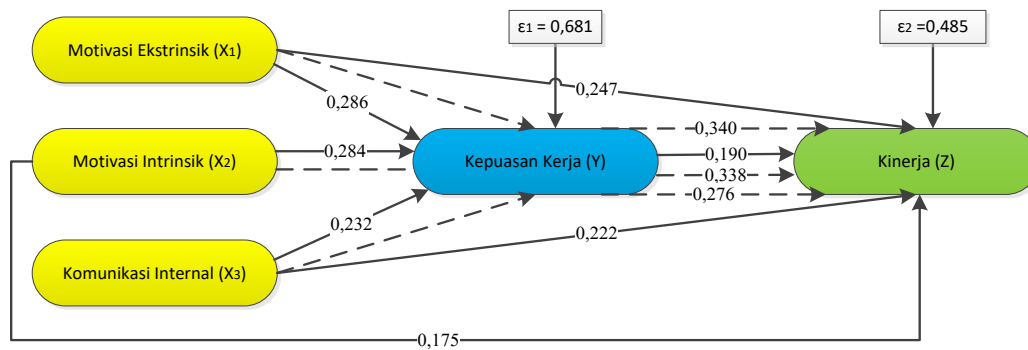 ε1 = 0,681
ε2 =0,485
Motivasi Ekstrinsik (X1)
0,247
0,286
0,340
Motivasi Intrinsik (X2)
0,284
Kepuasan Kerja (Y)
0,190
Kinerja (Z)
0,338
0,276
0,232
0,222
Komunikasi Internal (X3)
0,175